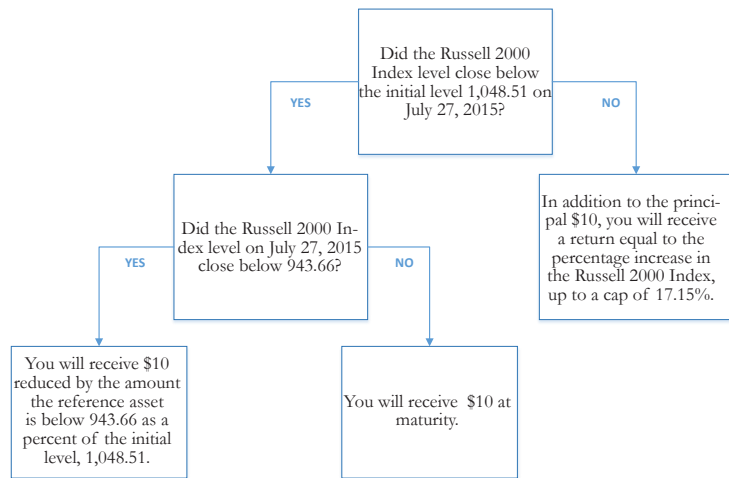 Did the Russell 2000
Index level close below
the initial level 1,048.51 on
July 27, 2015?
YES
NO
Did the Russell 2000 In-
dex level on July 27, 2015
close below 943.66?
In addition to the princi-
pal $10, you will receive
a return equal to the
percentage increase in
the Russell 2000 Index,
up to a cap of 17.15%.
YES
NO
You will receive $10
reduced by the amount
the reference asset
is below 943.66 as a
percent of the initial
level, 1,048.51.
You will receive $10 at
maturity.